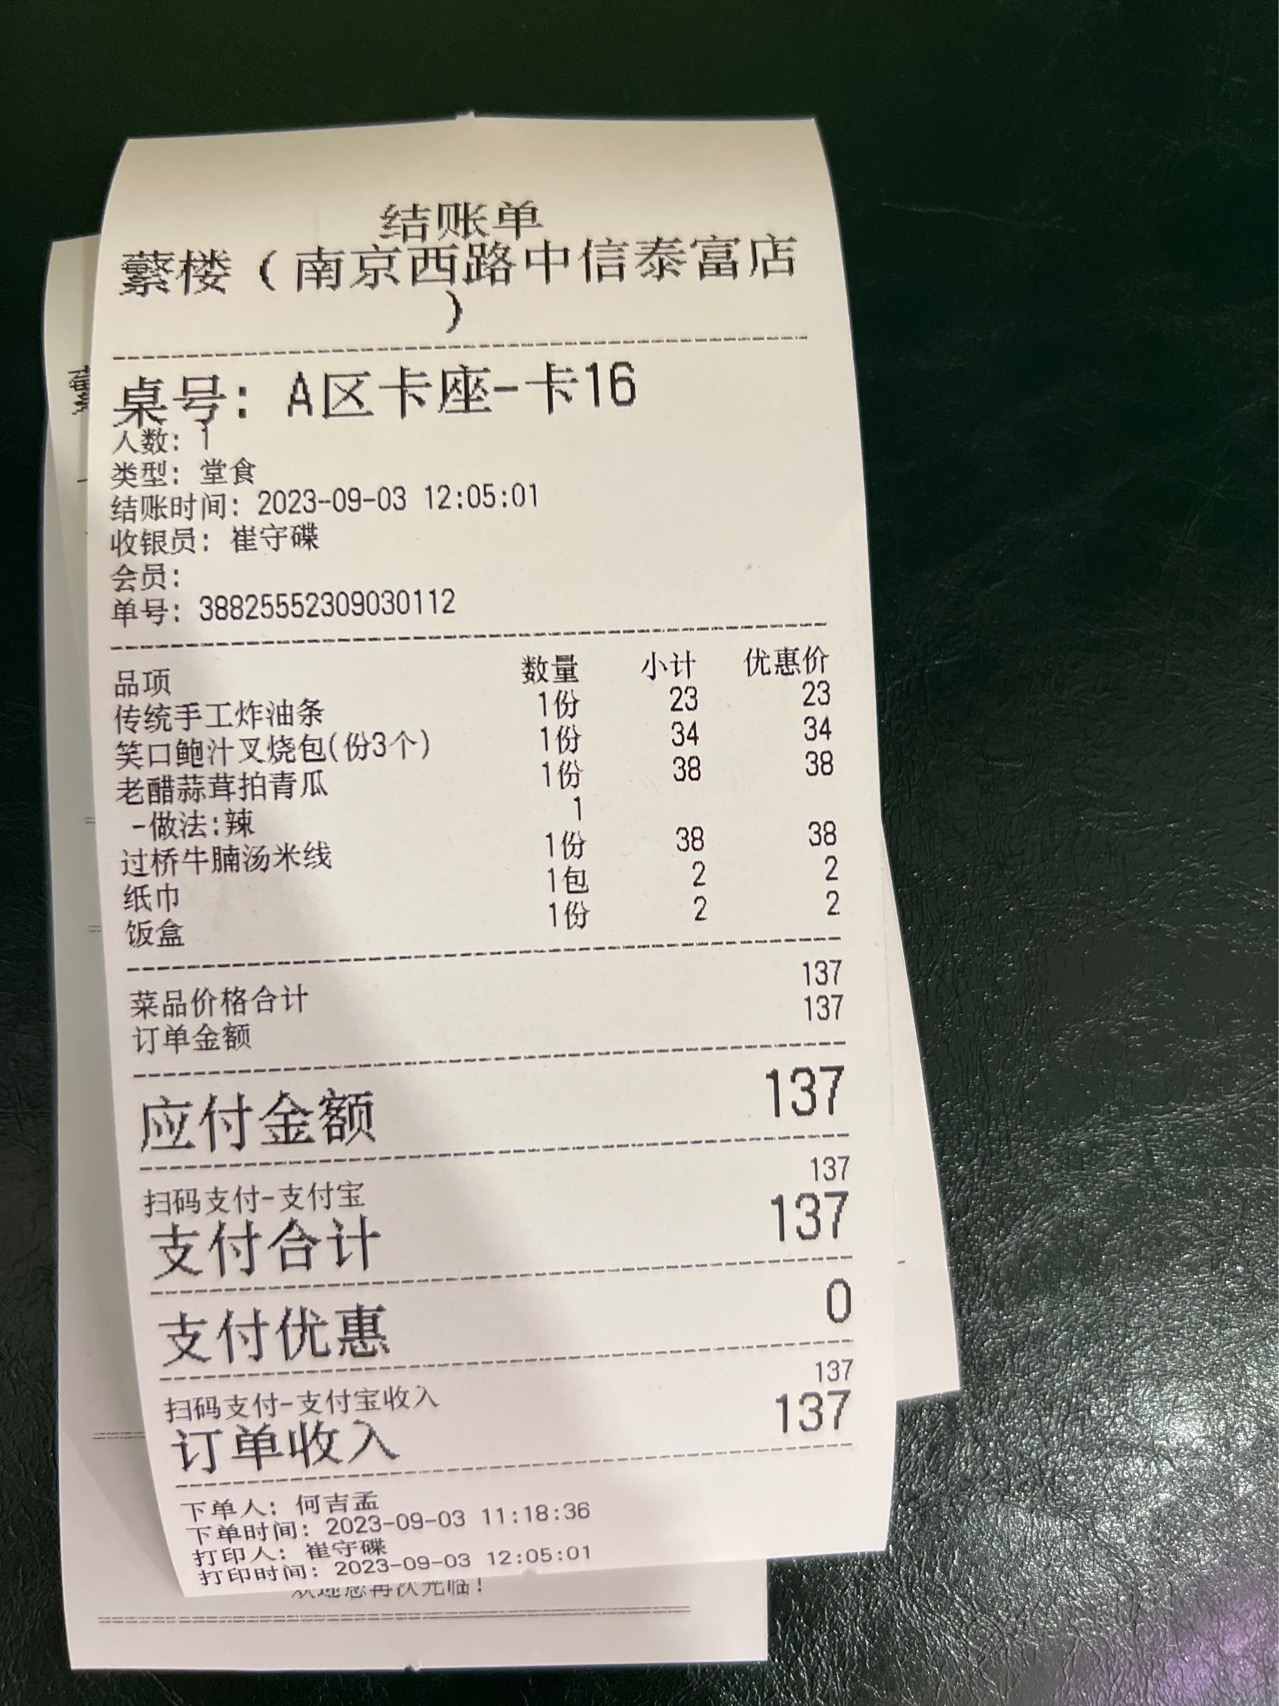 结账单
蘩楼（南京西路中信泰富店
）
桌号：A区卡座-卡16
人数：1
类型：堂食
结账时间：2023-09-03 12:05:01
收银员：崔守碟
会员：
单号：38825552309030112
品项 数量 小计 优惠价
传统手工炸油条 1份 23 23
笑口鲍汁叉烧包(份3个) 1份 34 34
老醋蒜茸拍青瓜 1份 38 38
-做法:辣 1
过桥牛腩汤米线 1份 38 38
纸巾 1包 2 2
饭盒 1份 2 2
菜品价格合计 137
订单金额 137
应付金额 137
扫码支付-支付宝 137
支付合计 137
支付优惠 0
扫码支付-支付宝收入 137
订单收入 137
下单人：何吉孟
下单时间：2023-09-03 11:18:36
打印人：崔守碟
打印时间：2023-09-03 12:05:01
欢迎您再次光临！